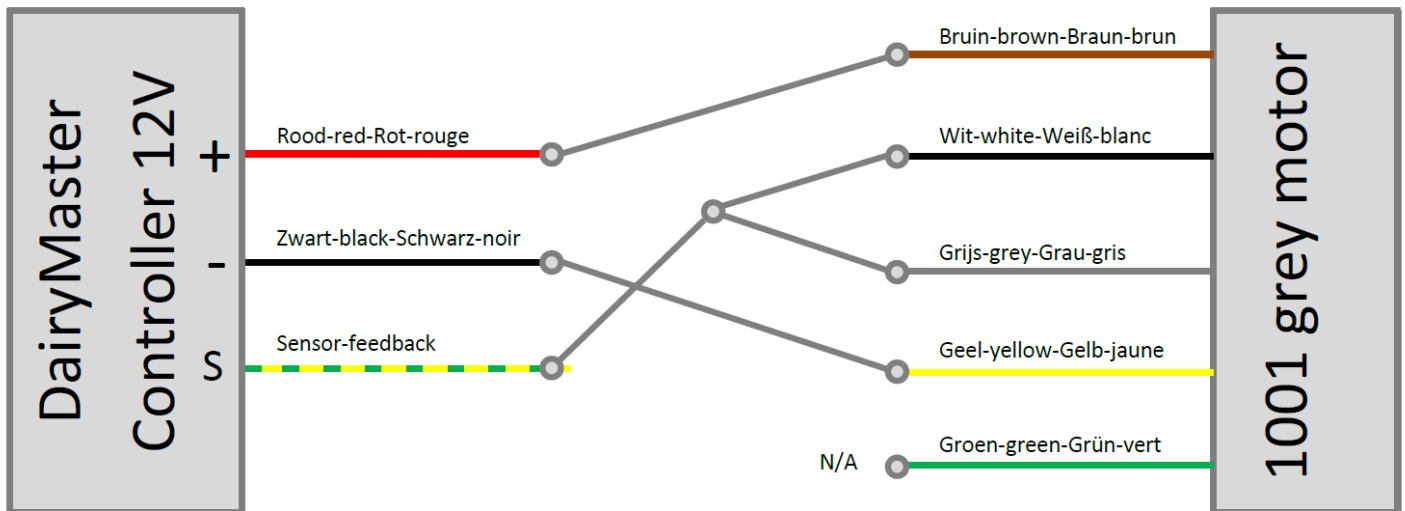 DairyMaster
Controller 12V
+
Rood-red-Rot-rouge
-
Zwart-black-Schwarz-noir
S
Sensor-feedback
Bruin-brown-Braun-brun
Wit-white-Weiß-blanc
Grijs-grey-Grau-gris
Geel-yellow-Gelb-jaune
N/A
Groen-green-Grün-vert
1001 grey motor